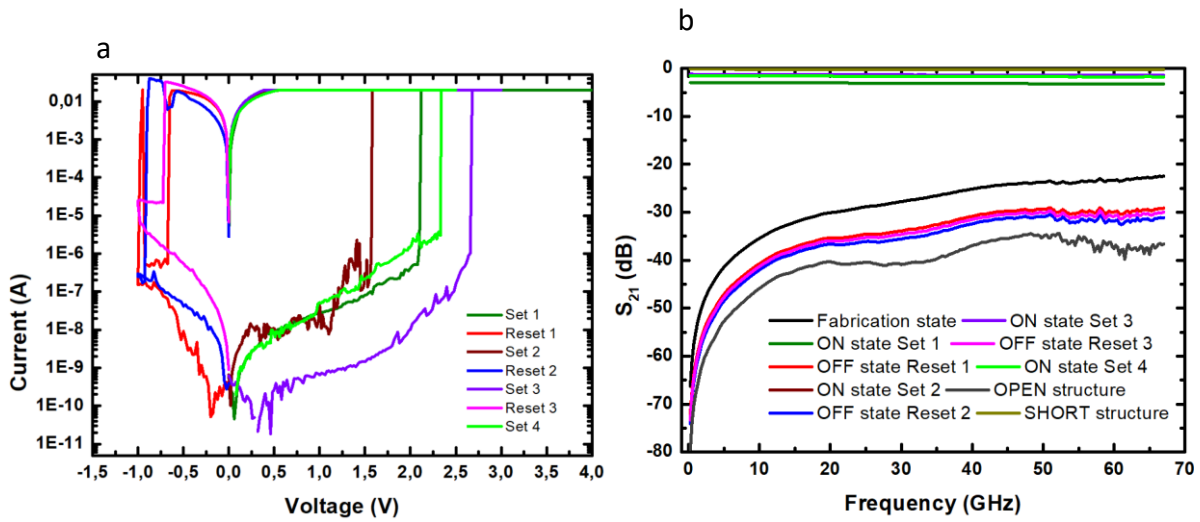 a
b
0,01
1E-3
1E-4
1E-5
1E-6
1E-7
1E-8
1E-9
1E-10
1E-11
Current (A)
Set 1
Reset 1
Set 2
Reset 2
Set 3
Reset 3
Set 4
-1,5 -1,0 -0,5 0,0 0,5 1,0 1,5 2,0 2,5 3,0 3,5 4,0
Voltage (V)
0
-10
-20
-30
-40
-50
-60
-70
-80
S21 (dB)
Fabrication state ON state Set 3
ON state Set 1 OFF state Reset 3
OFF state Reset 1 ON state Set 4
ON state Set 2 OPEN structure
OFF state Reset 2 SHORT structure
0 10 20 30 40 50 60 70
Frequency (GHz)